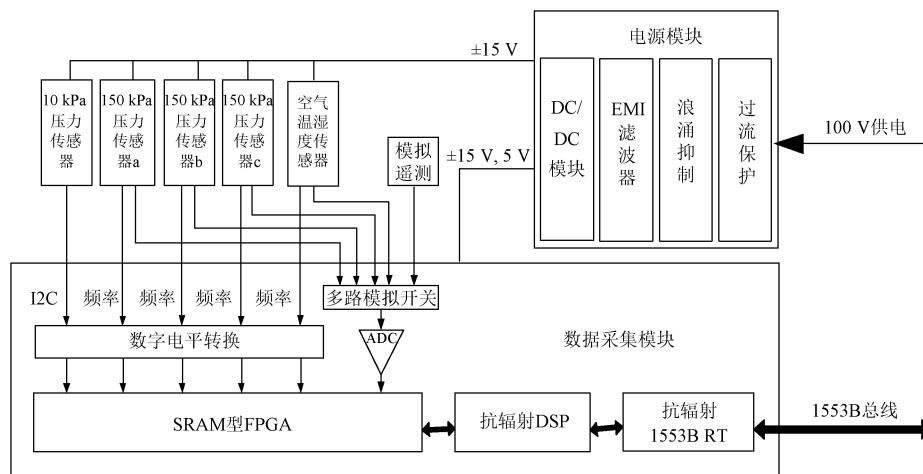 ±15 V
电源模块
10 kPa
压力
传感
器
150 kPa
压力
传感
器a
150 kPa
压力
传感
器b
150 kPa
压力
传感
器c
空气
温湿
度传
感器
模拟
遥测
±15 V, 5 V
DC/
DC
模块
EMI
滤
波
器
浪
涌
抑
制
过
流
保
护
100 V供电
I2C
频率
频率
频率
频率
多路模拟开关
数字电平转换
ADC
数据采集模块
SRAM型FPGA
抗辐射DSP
抗辐射
1553B RT
1553B总线